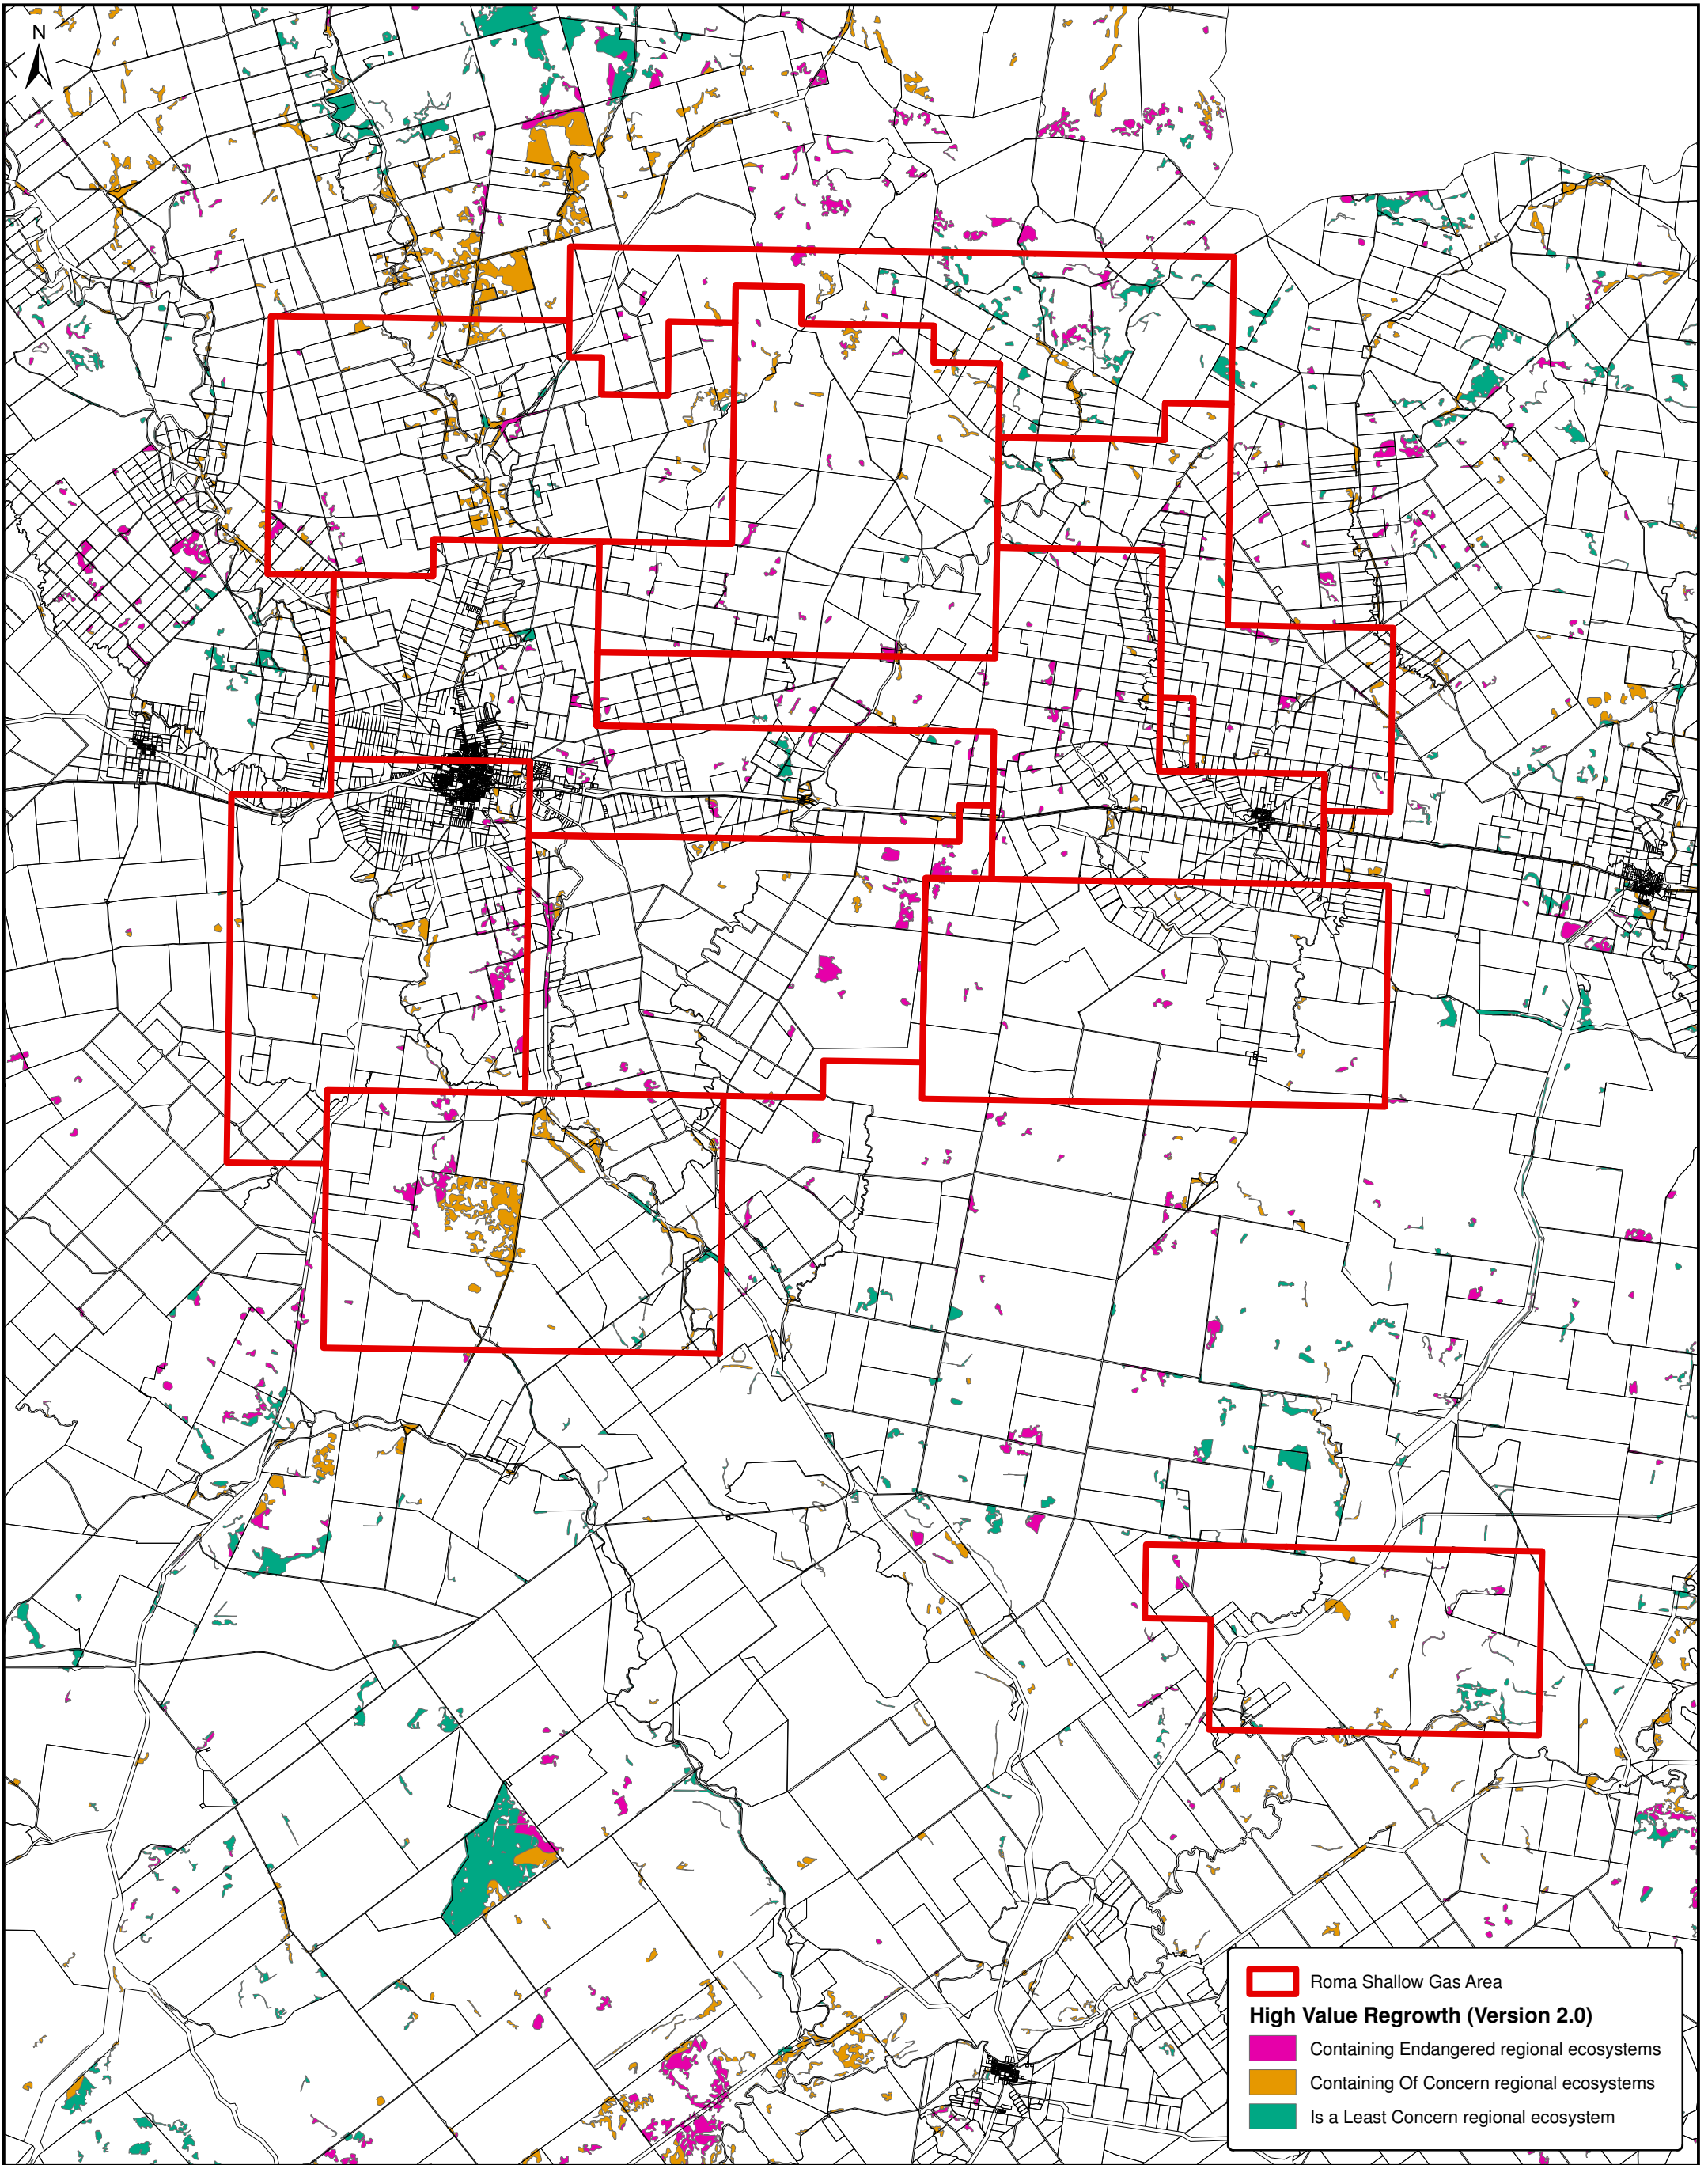 N
Roma Shallow Gas Area
High Value Regrowth (Version 2.0)
Containing Endangered regional ecosystems
Containing Of Concern regional ecosystems
Is a Least Concern regional ecosystem